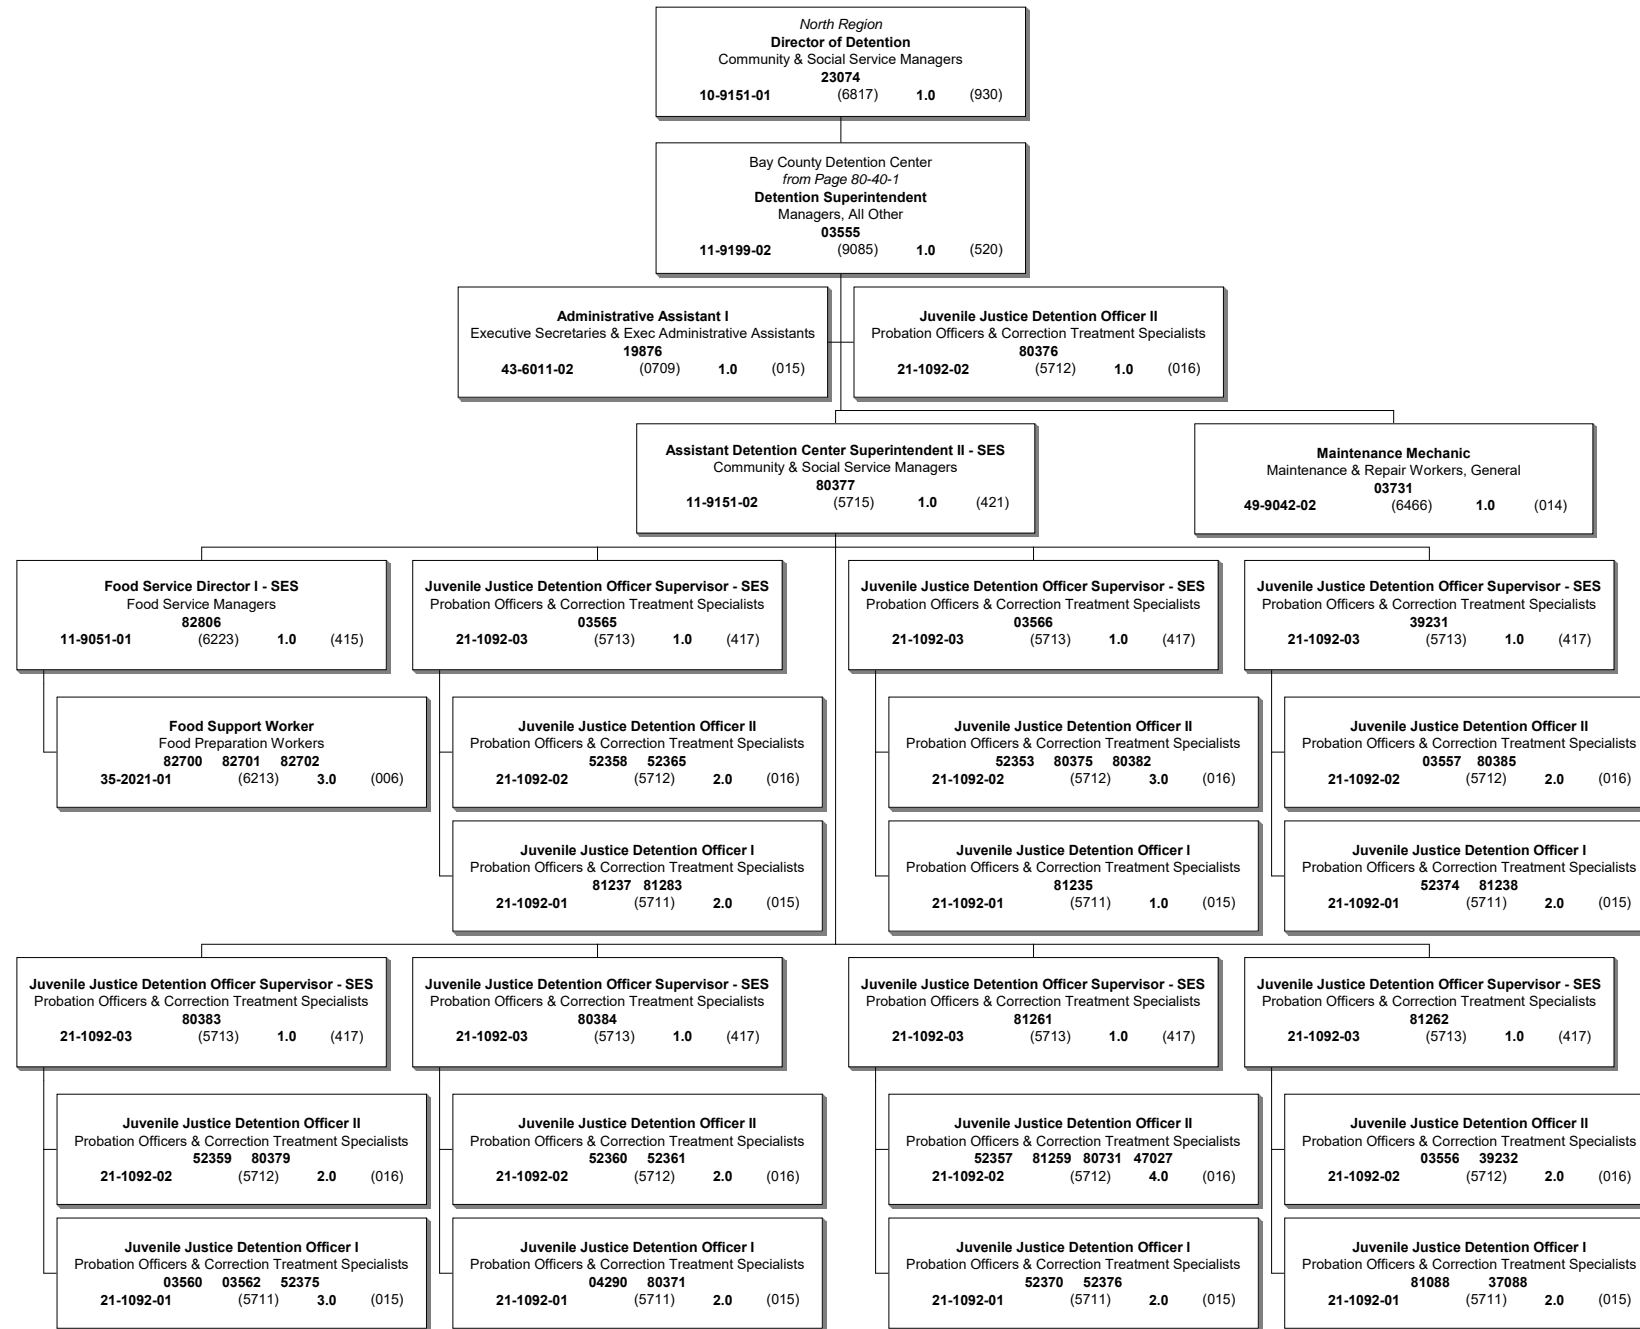 North Region
Director of Detention
Community & Social Service Managers
23074
10-9151-01 (6817) 1.0 (930)
Bay County Detention Center
from Page 80-40-1
Detention Superintendent
Managers, All Other
03555
11-9199-02 (9085) 1.0 (520)
Administrative Assistant I
Executive Secretaries & Exec Administrative Assistants
19876
43-6011-02 (0709) 1.0 (015)
Juvenile Justice Detention Officer II
Probation Officers & Correction Treatment Specialists
80376
21-1092-02 (5712) 1.0 (016)
Assistant Detention Center Superintendent II - SES
Community & Social Service Managers
80377
11-9151-02 (5715) 1.0 (421)
Maintenance Mechanic
Maintenance & Repair Workers, General
03731
49-9042-02 (6466) 1.0 (014)
Food Service Director I - SES
Food Service Managers
82806
11-9051-01 (6223) 1.0 (415)
Juvenile Justice Detention Officer Supervisor - SES
Probation Officers & Correction Treatment Specialists
03565
21-1092-03 (5713) 1.0 (417)
Juvenile Justice Detention Officer Supervisor - SES
Probation Officers & Correction Treatment Specialists
03566
21-1092-03 (5713) 1.0 (417)
Juvenile Justice Detention Officer Supervisor - SES
Probation Officers & Correction Treatment Specialists
39231
21-1092-03 (5713) 1.0 (417)
Food Support Worker
Food Preparation Workers
82700 82701 82702
35-2021-01 (6213) 3.0 (006)
Juvenile Justice Detention Officer II
Probation Officers & Correction Treatment Specialists
52358 52365
21-1092-02 (5712) 2.0 (016)
Juvenile Justice Detention Officer II
Probation Officers & Correction Treatment Specialists
52353 80375 80382
21-1092-02 (5712) 3.0 (016)
Juvenile Justice Detention Officer II
Probation Officers & Correction Treatment Specialists
03557 80385
21-1092-02 (5712) 2.0 (016)
Juvenile Justice Detention Officer I
Probation Officers & Correction Treatment Specialists
81237 81283
21-1092-01 (5711) 2.0 (015)
Juvenile Justice Detention Officer I
Probation Officers & Correction Treatment Specialists
81235
21-1092-01 (5711) 1.0 (015)
Juvenile Justice Detention Officer I
Probation Officers & Correction Treatment Specialists
52374 81238
21-1092-01 (5711) 2.0 (015)
Juvenile Justice Detention Officer Supervisor - SES
Probation Officers & Correction Treatment Specialists
80383
21-1092-03 (5713) 1.0 (417)
Juvenile Justice Detention Officer Supervisor - SES
Probation Officers & Correction Treatment Specialists
80384
21-1092-03 (5713) 1.0 (417)
Juvenile Justice Detention Officer Supervisor - SES
Probation Officers & Correction Treatment Specialists
81261
21-1092-03 (5713) 1.0 (417)
Juvenile Justice Detention Officer Supervisor - SES
Probation Officers & Correction Treatment Specialists
81262
21-1092-03 (5713) 1.0 (417)
Juvenile Justice Detention Officer II
Probation Officers & Correction Treatment Specialists
52359 80379
21-1092-02 (5712) 2.0 (016)
Juvenile Justice Detention Officer II
Probation Officers & Correction Treatment Specialists
52360 52361
21-1092-02 (5712) 2.0 (016)
Juvenile Justice Detention Officer II
Probation Officers & Correction Treatment Specialists
52357 81259 80731 47027
21-1092-02 (5712) 4.0 (016)
Juvenile Justice Detention Officer II
Probation Officers & Correction Treatment Specialists
03556 39232
21-1092-02 (5712) 2.0 (016)
Juvenile Justice Detention Officer I
Probation Officers & Correction Treatment Specialists
03560 03562 52375
21-1092-01 (5711) 3.0 (015)
Juvenile Justice Detention Officer I
Probation Officers & Correction Treatment Specialists
04290 80371
21-1092-01 (5711) 2.0 (015)
Juvenile Justice Detention Officer I
Probation Officers & Correction Treatment Specialists
52370 52376
21-1092-01 (5711) 2.0 (015)
Juvenile Justice Detention Officer I
Probation Officers & Correction Treatment Specialists
81088 37088
21-1092-01 (5711) 2.0 (015)